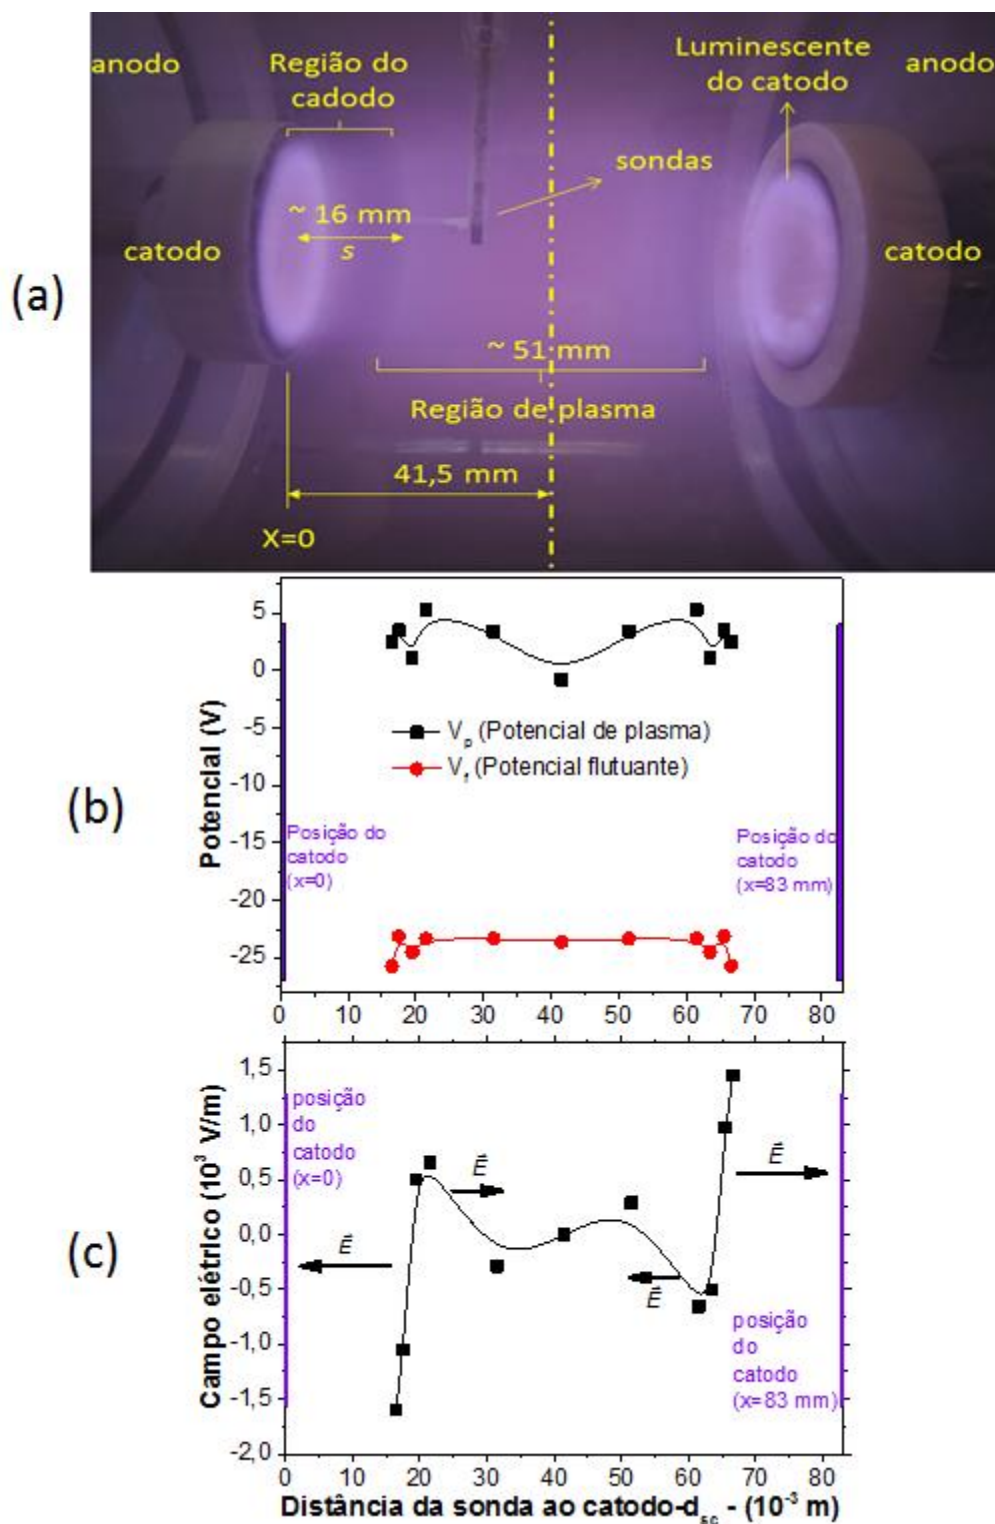 (a)
anodo
Região do
cadodo
Luminescente
do catodo
anodo
sondas
~ 16 mm
s
catodo
catodo
~ 51 mm
Região de plasma
41,5 mm
X=0
(b)
Potencial (V)
5
0
-5
-10
-15
-20
-25
V_p (Potencial de plasma)
V_f (Potencial flutuante)
Posição do
catodo
(x=0)
Posição do
catodo
(x=83 mm)
0 10 20 30 40 50 60 70 80
(c)
Campo elétrico (10³ V/m)
1,5
1,0
0,5
0,0
-0,5
-1,0
-1,5
-2,0
posição
do
catodo
(x=0)
E
E
E
E
posição
do
catodo
(x=83 mm)
0 10 20 30 40 50 60 70 80
Distância da sonda ao catodo-d_sc - (10⁻³ m)